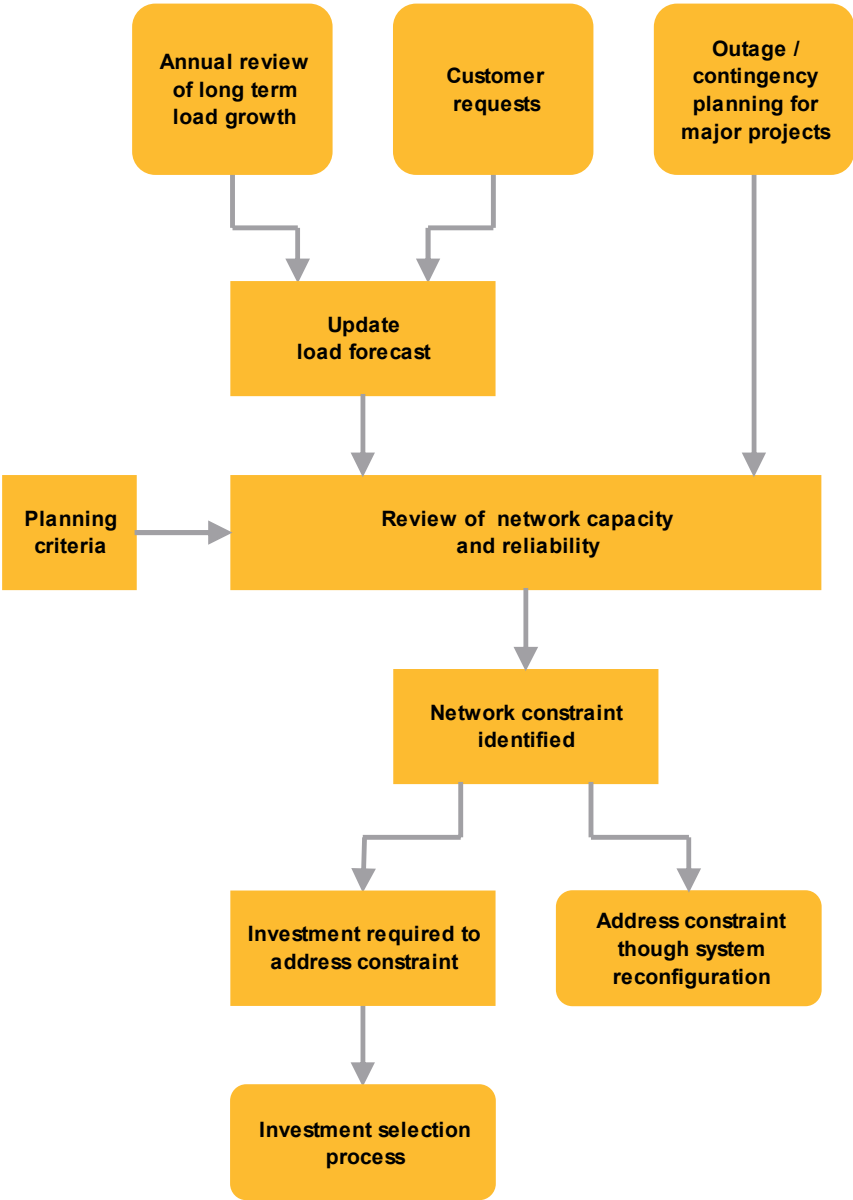 Annual review
of long term
load growth
Customer
requests
Outage /
contingency
planning for
major projects
Update
load forecast
Planning
criteria
Review of network capacity
and reliability
Network constraint
identified
Investment required to
address constraint
Address constraint
though system
reconfiguration
Investment selection
process